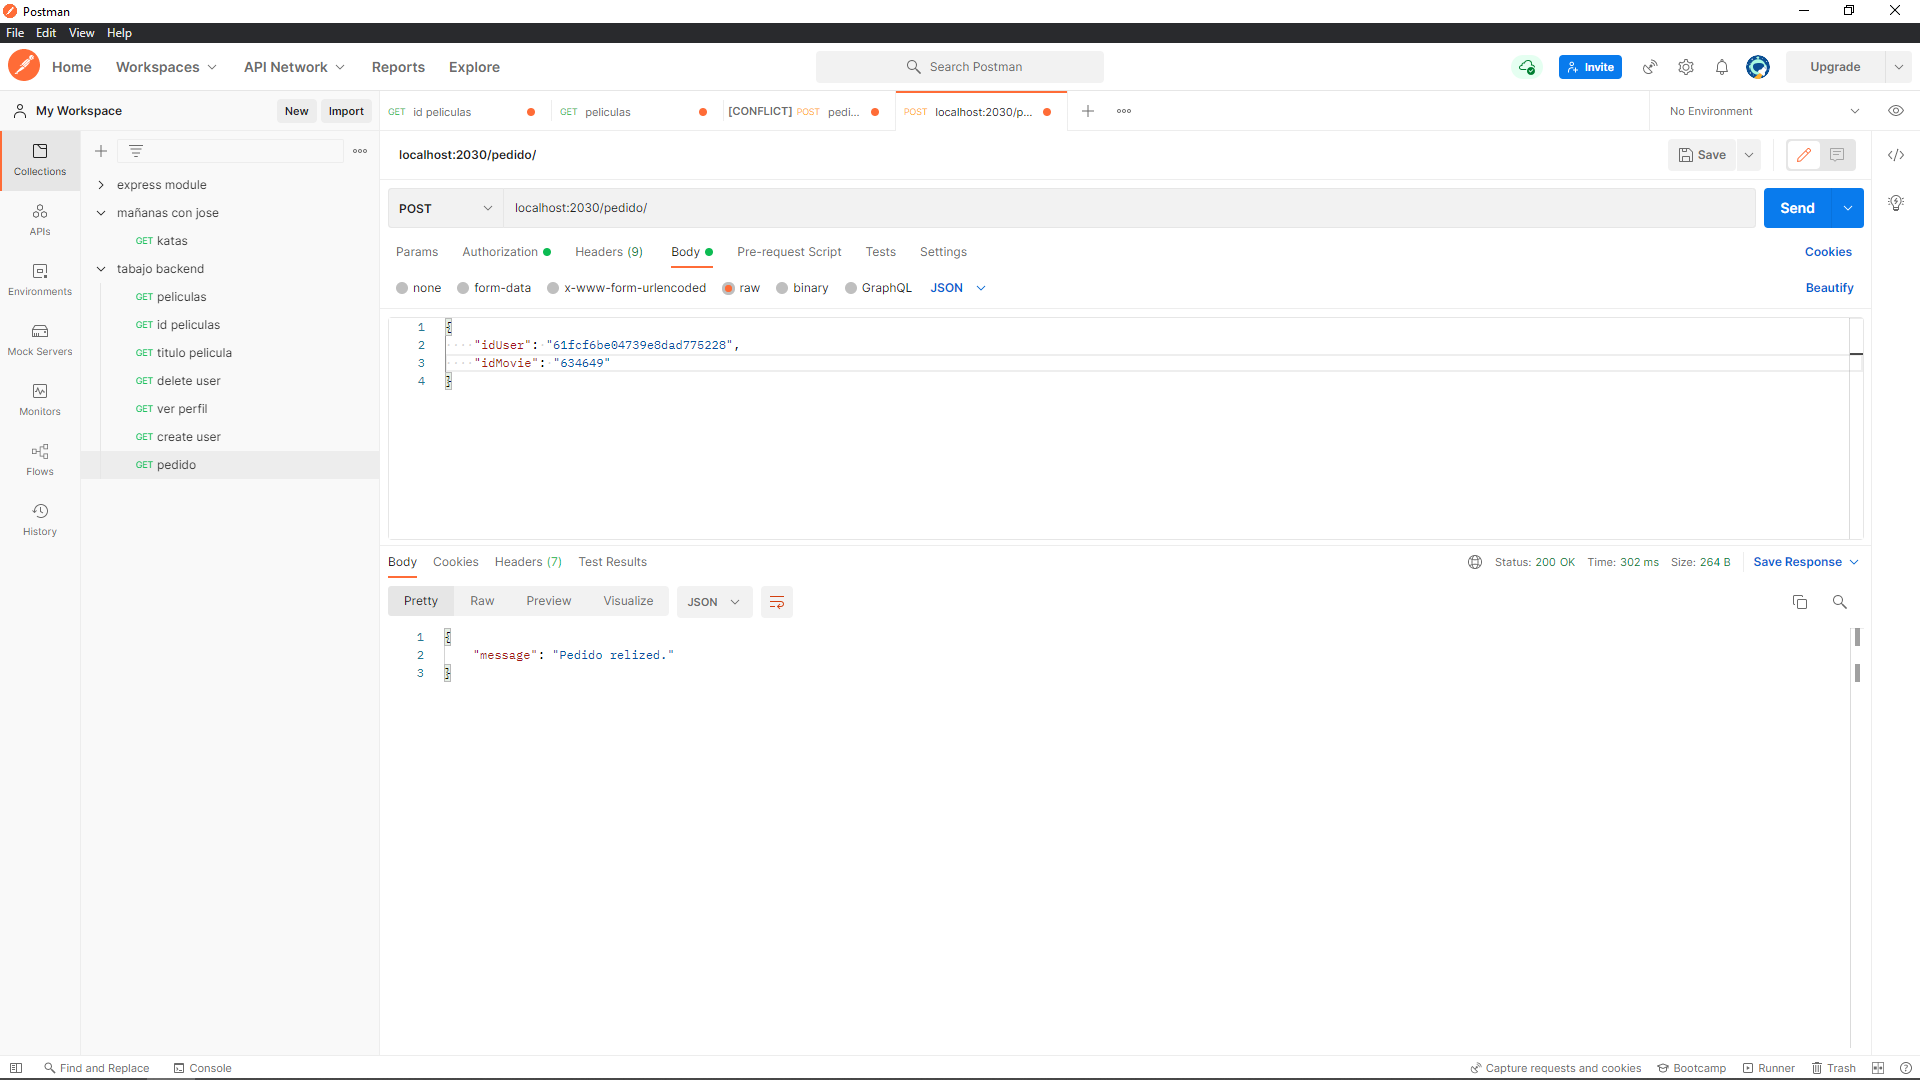 Postman
File Edit View Help
Home Workspaces API Network Reports Explore Search Postman Invite Upgrade
My Workspace New Import GET id peliculas GET peliculas [CONFLICT] POST pedi... POST localhost:2030/p... No Environment
Collections
APIs
Environments
Mock Servers
Monitors
Flows
History
express module
mañanas con jose
GET katas
tabajo backend
GET peliculas
GET id peliculas
GET titulo pelicula
GET delete user
GET ver perfil
GET create user
GET pedido
localhost:2030/pedido/ Save
POST localhost:2030/pedido/ Send
Params Authorization Headers (9) Body Pre-request Script Tests Settings Cookies
none form-data x-www-form-urlencoded raw binary GraphQL JSON Beautify
1 {
2 "idUser": "61fcf6be04739e8dad775228",
3 "idMovie": "634649"
4 }
Body Cookies Headers (7) Test Results Status: 200 OK Time: 302 ms Size: 264 B Save Response
Pretty Raw Preview Visualize JSON
1 {
2 "message": "Pedido relized."
3 }
Find and Replace Console Capture requests and cookies Bootcamp Runner Trash